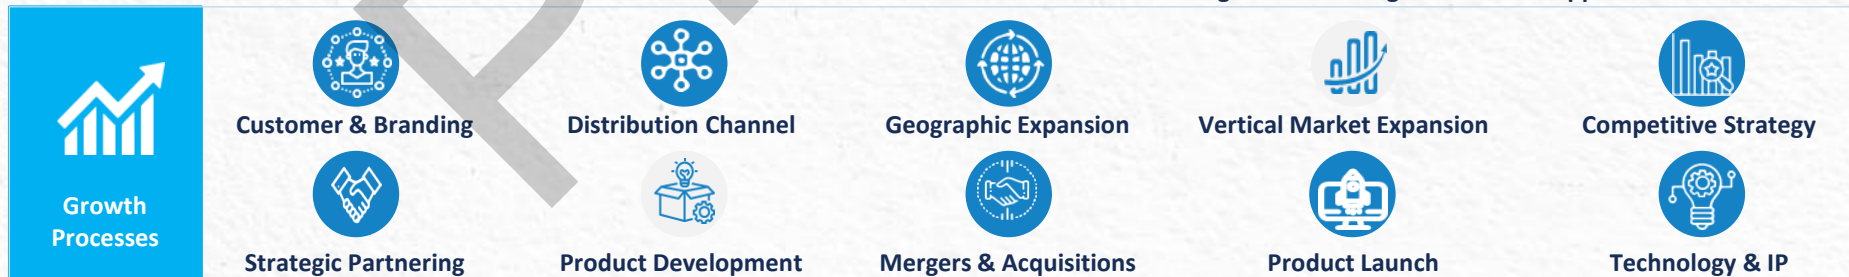 Customer & Branding
Distribution Channel
Geographic Expansion
Vertical Market Expansion
Competitive Strategy
Growth
Processes
Strategic Partnering
Product Development
Mergers & Acquisitions
Product Launch
Technology & IP